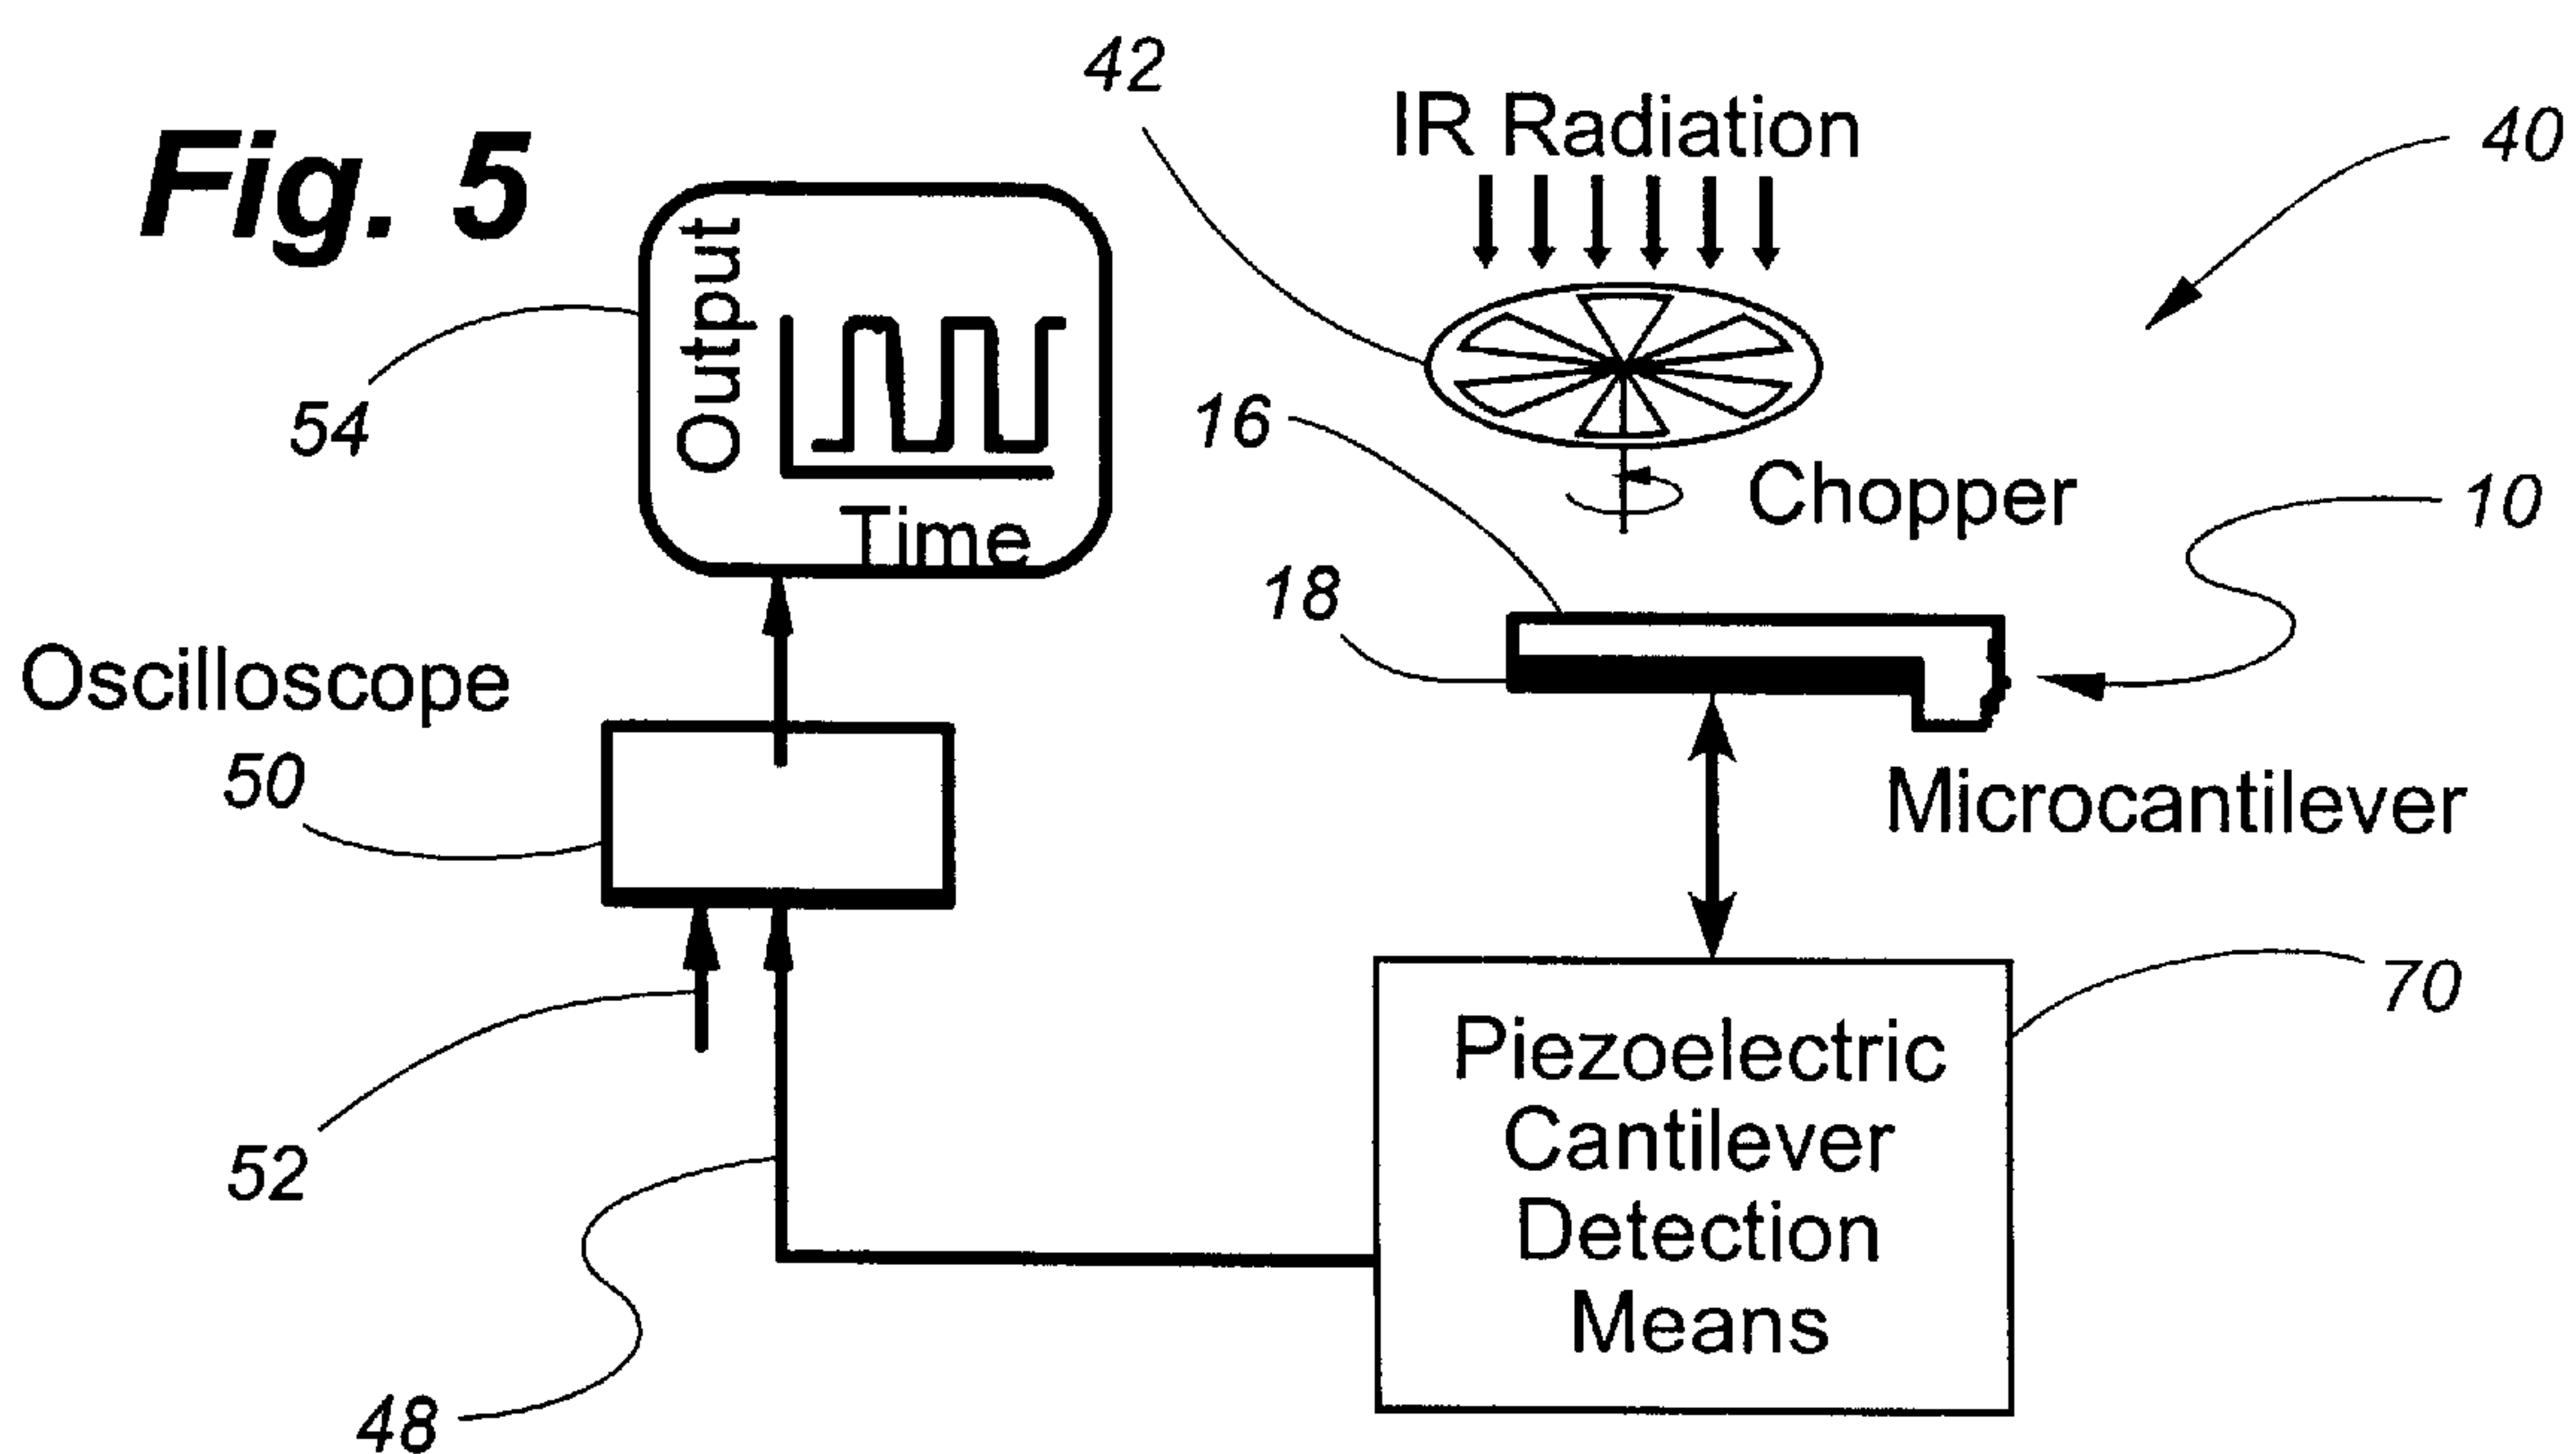 Fig. 5
42
IR Radiation
40
Output
Time
54
16
Chopper
10
18
Oscilloscope
50
Microcantilever
52
48
70
Piezoelectric
Cantilever
Detection
Means